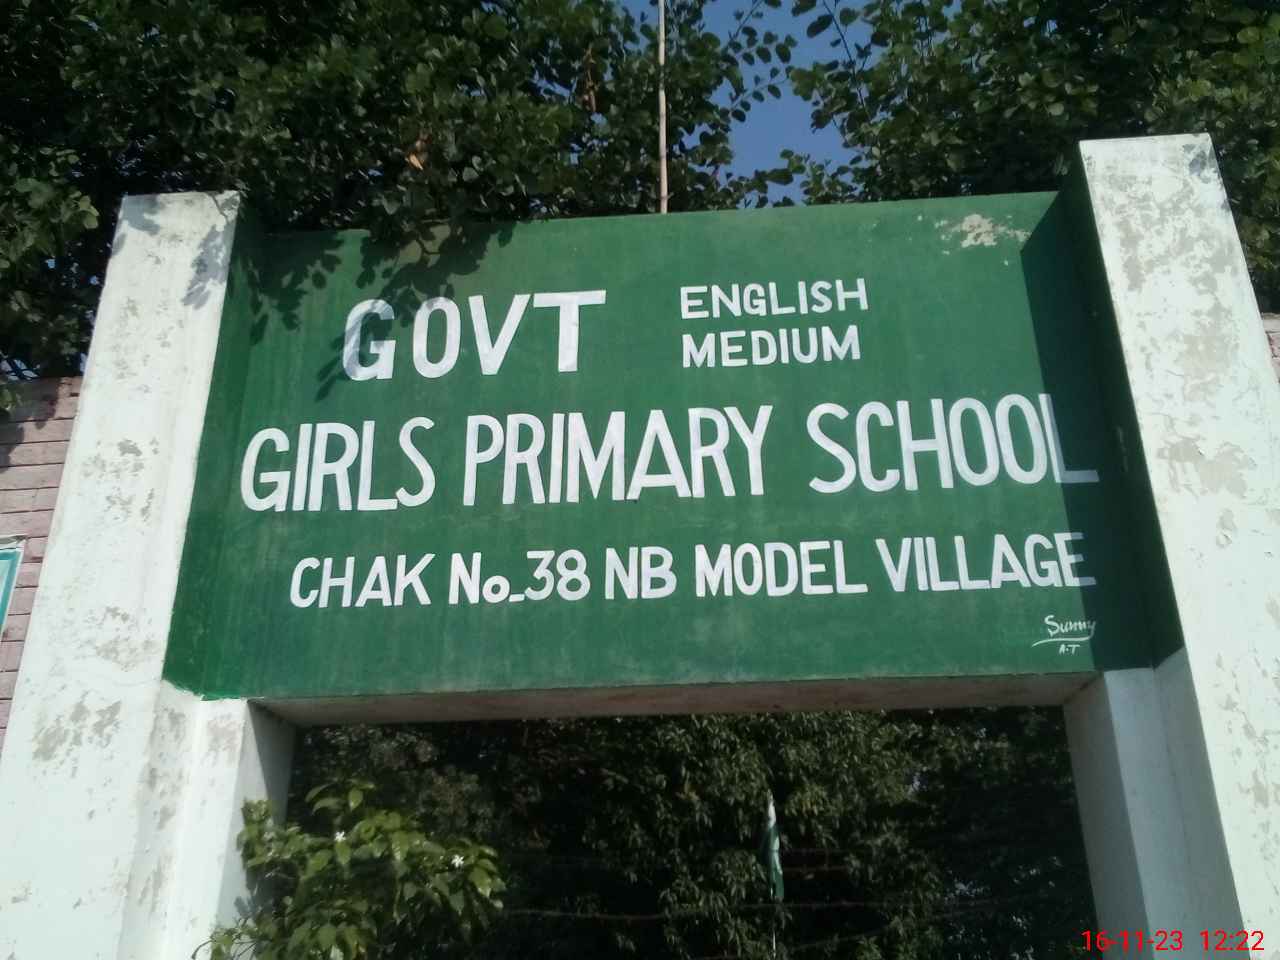 GOVT ENGLISH MEDIUM
GIRLS PRIMARY SCHOOL
CHAK No_38 NB MODEL VILLAGE
Sunny
A.T
16-11-23 12:22